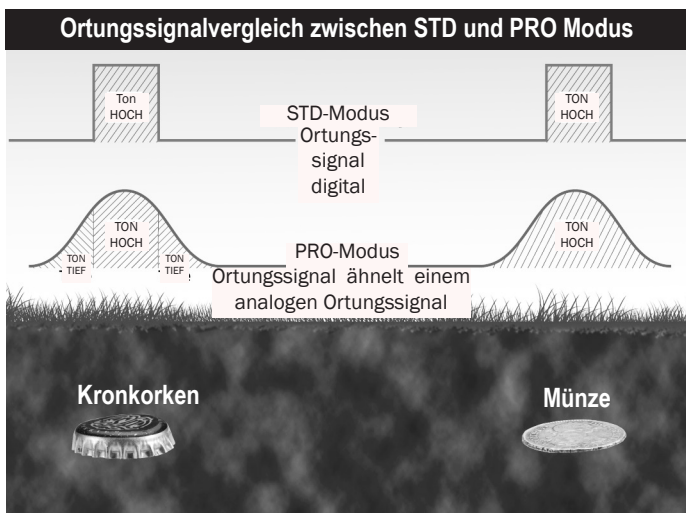 Ortungssignalvergleich zwischen STD und PRO Modus
Ton
HOCH
TON
HOCH
STD-Modus
Ortungs-
signal
digital
TON
HOCH
TON
HOCH
TON
TIEF
TON
TIEF
PRO-Modus
Ortungssignal ähnelt einem
analogen Ortungssignal
Kronkorken
Münze